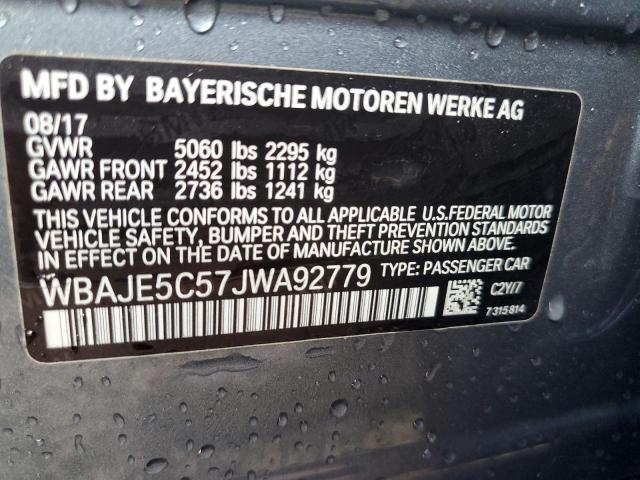 MFD BY BAYERISCHE MOTOREN WERKE AG
08/17
GVWR 5060 lbs 2295 kg
GAWR FRONT 2452 lbs 1112 kg
GAWR REAR 2736 lbs 1241 kg
THIS VEHICLE CONFORMS TO ALL APPLICABLE U.S.FEDERAL MOTOR
VEHICLE SAFETY, BUMPER AND THEFT PREVENTION STANDARDS
IN EFFECT ON THE DATE OF MANUFACTURE SHOWN ABOVE.
WBAJE5C57JWA92779 TYPE: PASSENGER CAR
C2Y/7
7315814